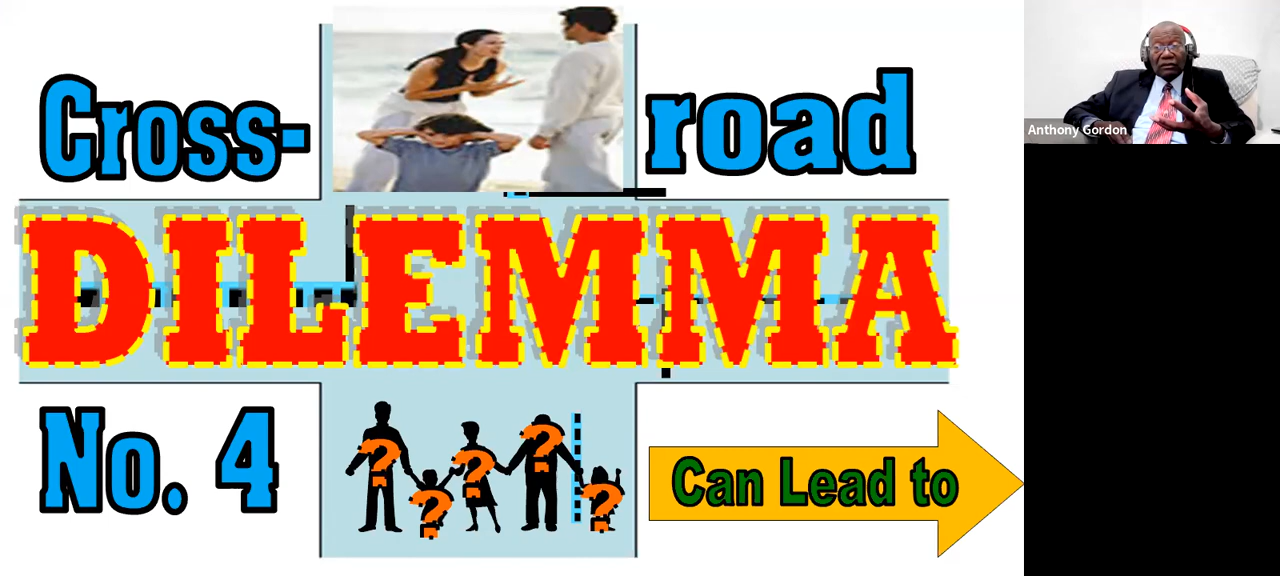 Cross-road
DILEMMA
No. 4
? ? ? ? ?
Can Lead to
Anthony Gordon